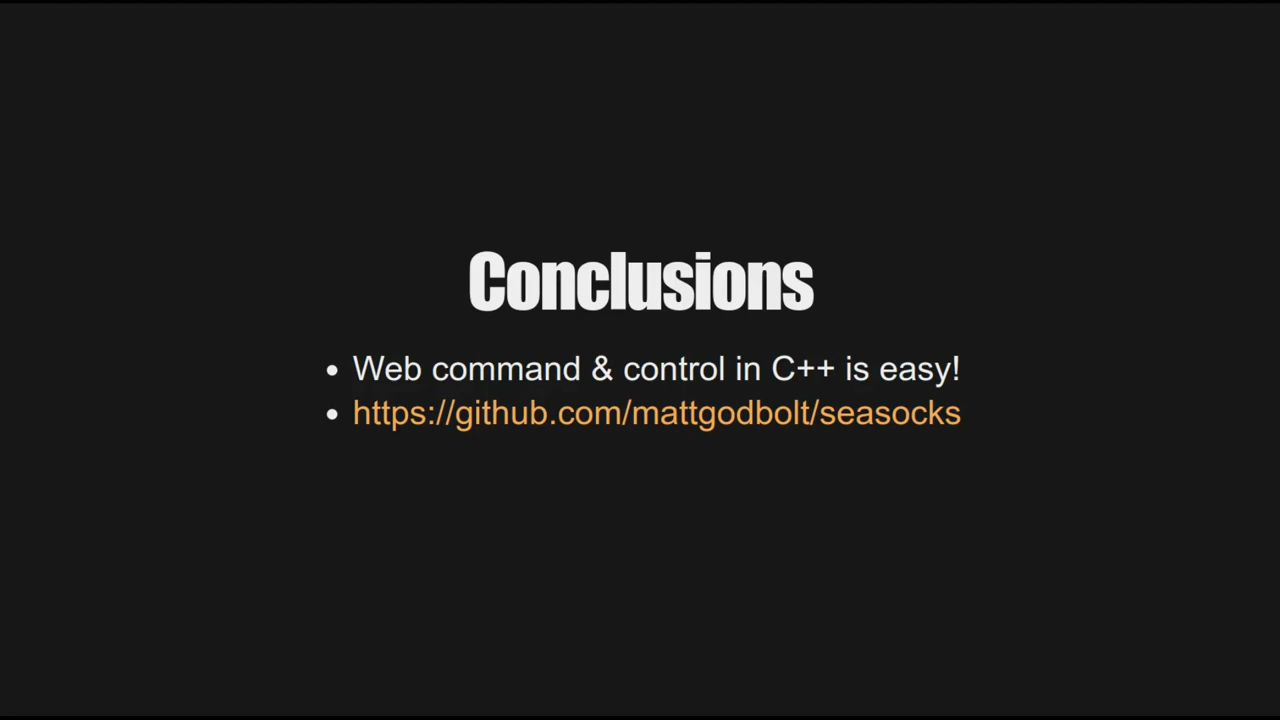 Conclusions
• Web command & control in C++ is easy!
• https://github.com/mattgodbolt/seasocks